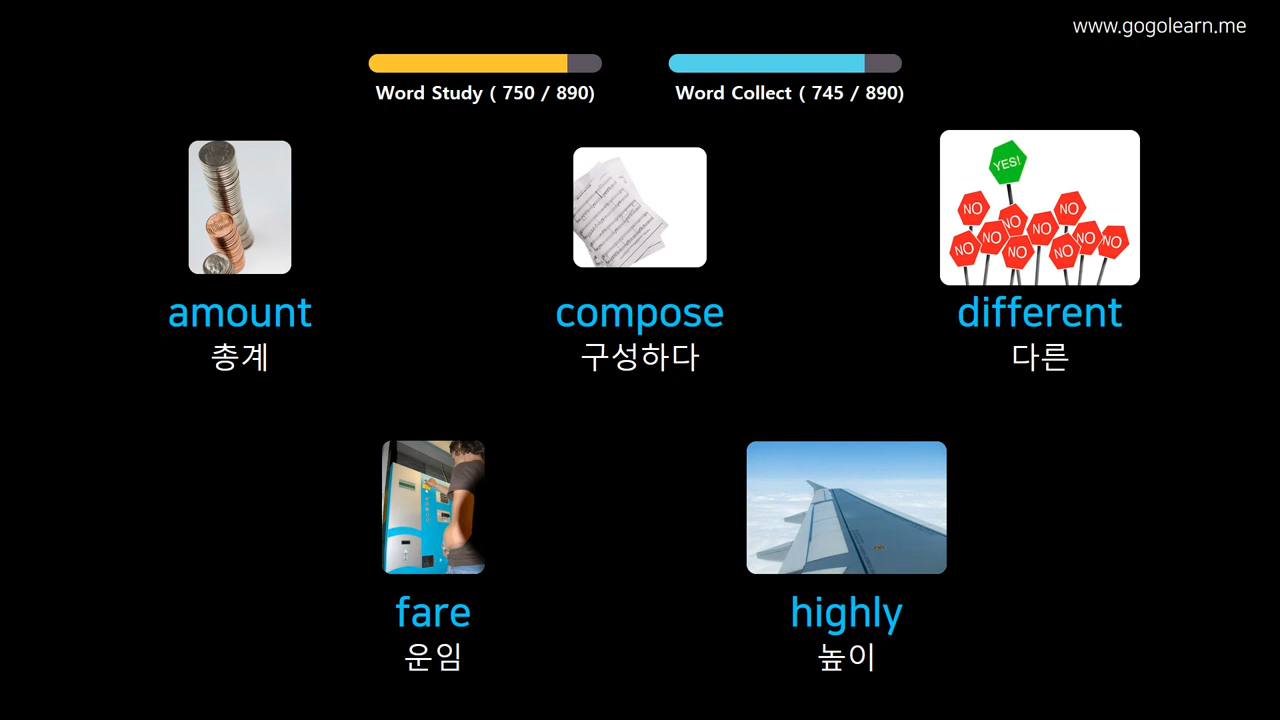 www.gogolearn.me
Word Study ( 750 / 890)
Word Collect ( 745 / 890)
YES!
NO
NO
NO
NO
NO
NO
NO
NO
NO
NO
amount
총계
compose
구성하다
different
다른
fare
운임
highly
높이